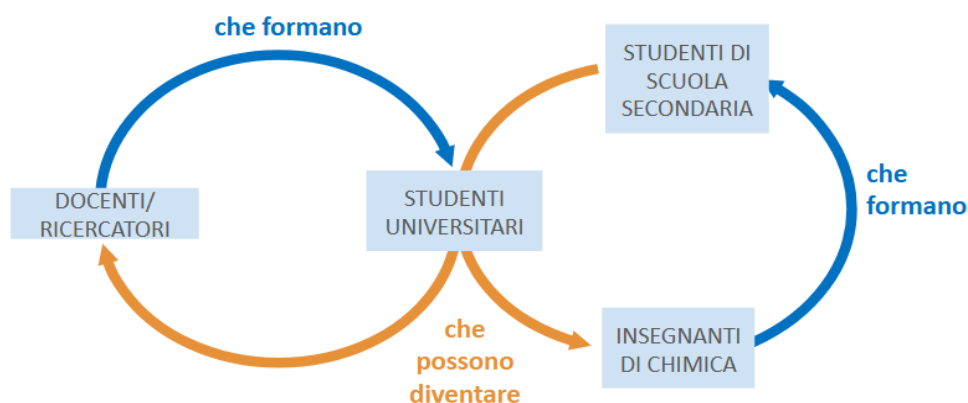 che formano
STUDENTI DI
SCUOLA
SECONDARIA
DOCENTI/
RICERCATORI
STUDENTI
UNIVERSITARI
che
formano
che
possono
diventare
INSEGNANTI
DI CHIMICA